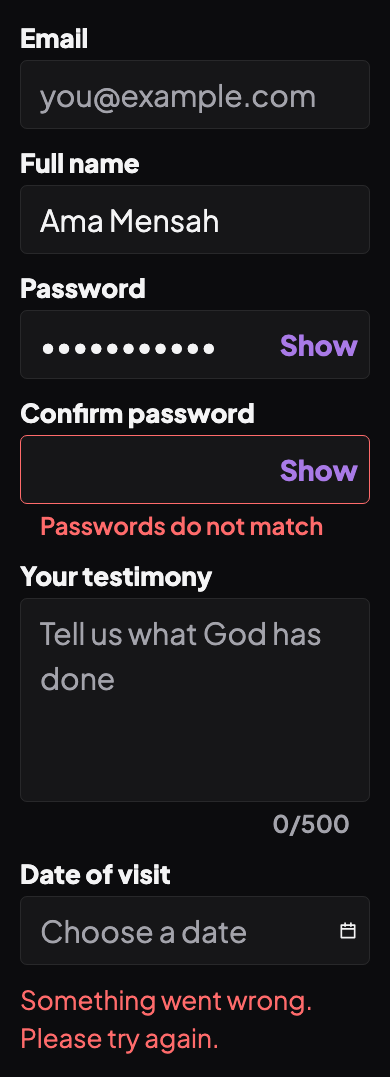 Email
you@example.com
Full name
Ama Mensah
Password
••••••••••• Show
Confirm password
Show
Passwords do not match
Your testimony
Tell us what God has
done
0/500
Date of visit
Choose a date
Something went wrong.
Please try again.